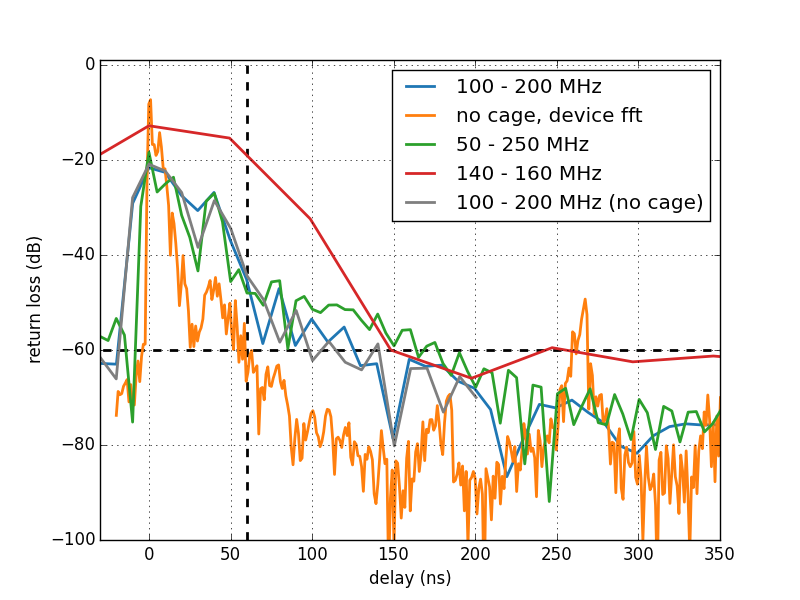 0
−20
−40
−60
−80
−100
return loss (dB)
100 - 200 MHz
no cage, device fft
50 - 250 MHz
140 - 160 MHz
100 - 200 MHz (no cage)
0 50 100 150 200 250 300 350
delay (ns)